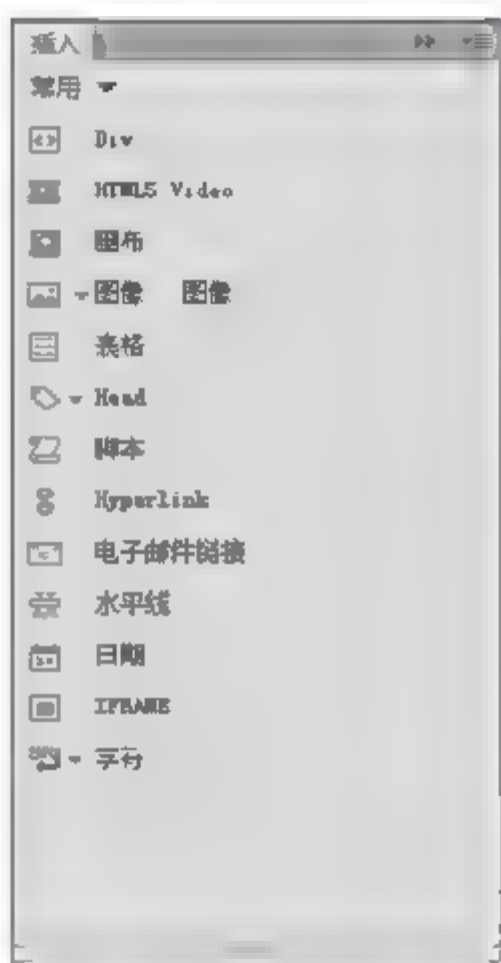 插入
常用
Div
HTML5 Video
画布
图像 图像
表格
Head
脚本
Hyperlink
电子邮件链接
水平线
日期
IFRAME
字符